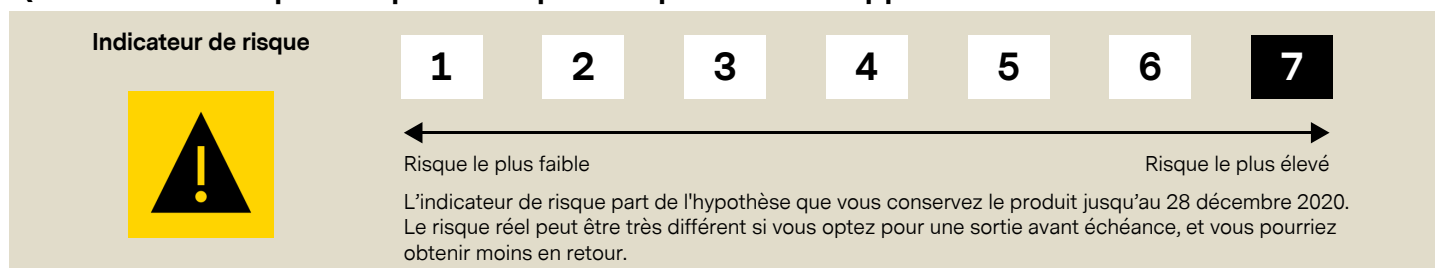 Indicateur de risque
1 2 3 4 5 6 7
Risque le plus faible
Risque le plus élevé
L’indicateur de risque part de l'hypothèse que vous conservez le produit jusqu’au 28 décembre 2020.
Le risque réel peut être très différent si vous optez pour une sortie avant échéance, et vous pourriez
obtenir moins en retour.